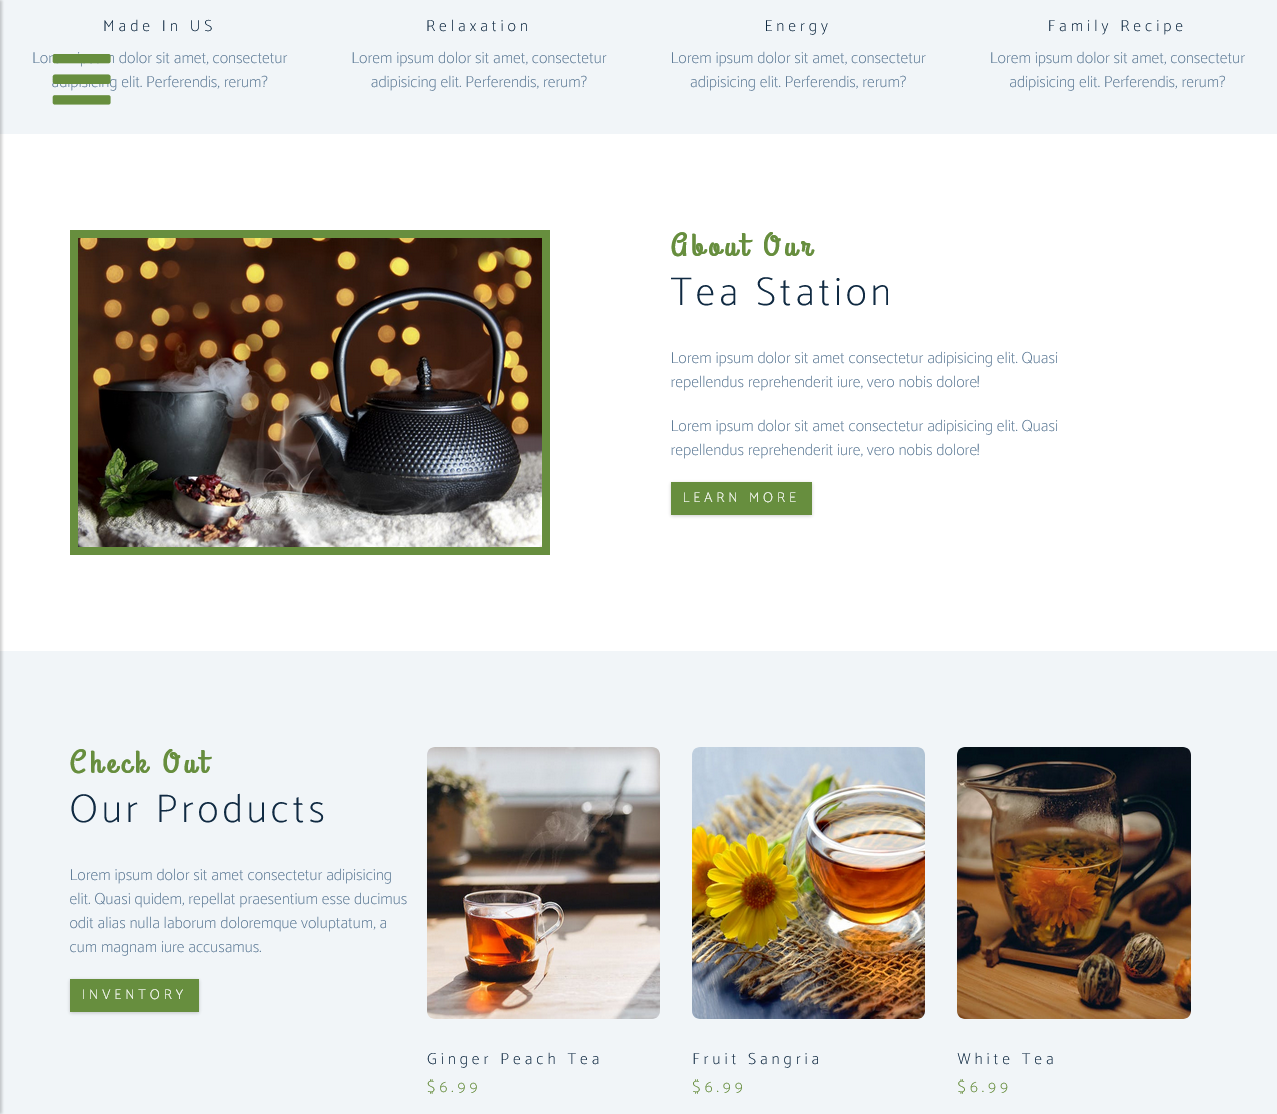 Made In US
Lorem ipsum dolor sit amet, consectetur
adipisicing elit. Perferendis, rerum?
Relaxation
Lorem ipsum dolor sit amet, consectetur
adipisicing elit. Perferendis, rerum?
Energy
Lorem ipsum dolor sit amet, consectetur
adipisicing elit. Perferendis, rerum?
Family Recipe
Lorem ipsum dolor sit amet, consectetur
adipisicing elit. Perferendis, rerum?
About Our
Tea Station
Lorem ipsum dolor sit amet consectetur adipisicing elit. Quasi
repellendus reprehenderit iure, vero nobis dolore!
Lorem ipsum dolor sit amet consectetur adipisicing elit. Quasi
repellendus reprehenderit iure, vero nobis dolore!
LEARN MORE
Check Out
Our Products
Lorem ipsum dolor sit amet consectetur adipisicing
elit. Quasi quidem, repellat praesentium esse ducimus
odit alias nulla laborum doloremque voluptatum, a
cum magnam iure accusamus.
INVENTORY
Ginger Peach Tea
$6.99
Fruit Sangria
$6.99
White Tea
$6.99